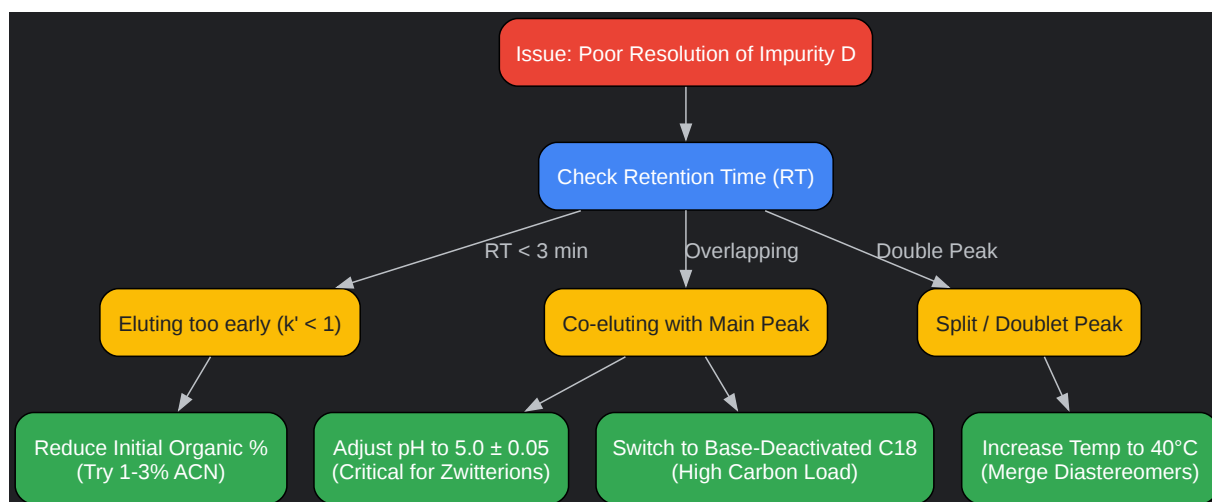 Issue: Poor Resolution of Impurity D
Check Retention Time (RT)
RT < 3 min
Overlapping
Double Peak
Eluting too early (k' < 1)
Co-eluting with Main Peak
Split / Doublet Peak
Reduce Initial Organic %
(Try 1-3% ACN)
Adjust pH to 5.0 ± 0.05
(Critical for Zwitterions)
Switch to Base-Deactivated C18
(High Carbon Load)
Increase Temp to 40°C
(Merge Diastereomers)